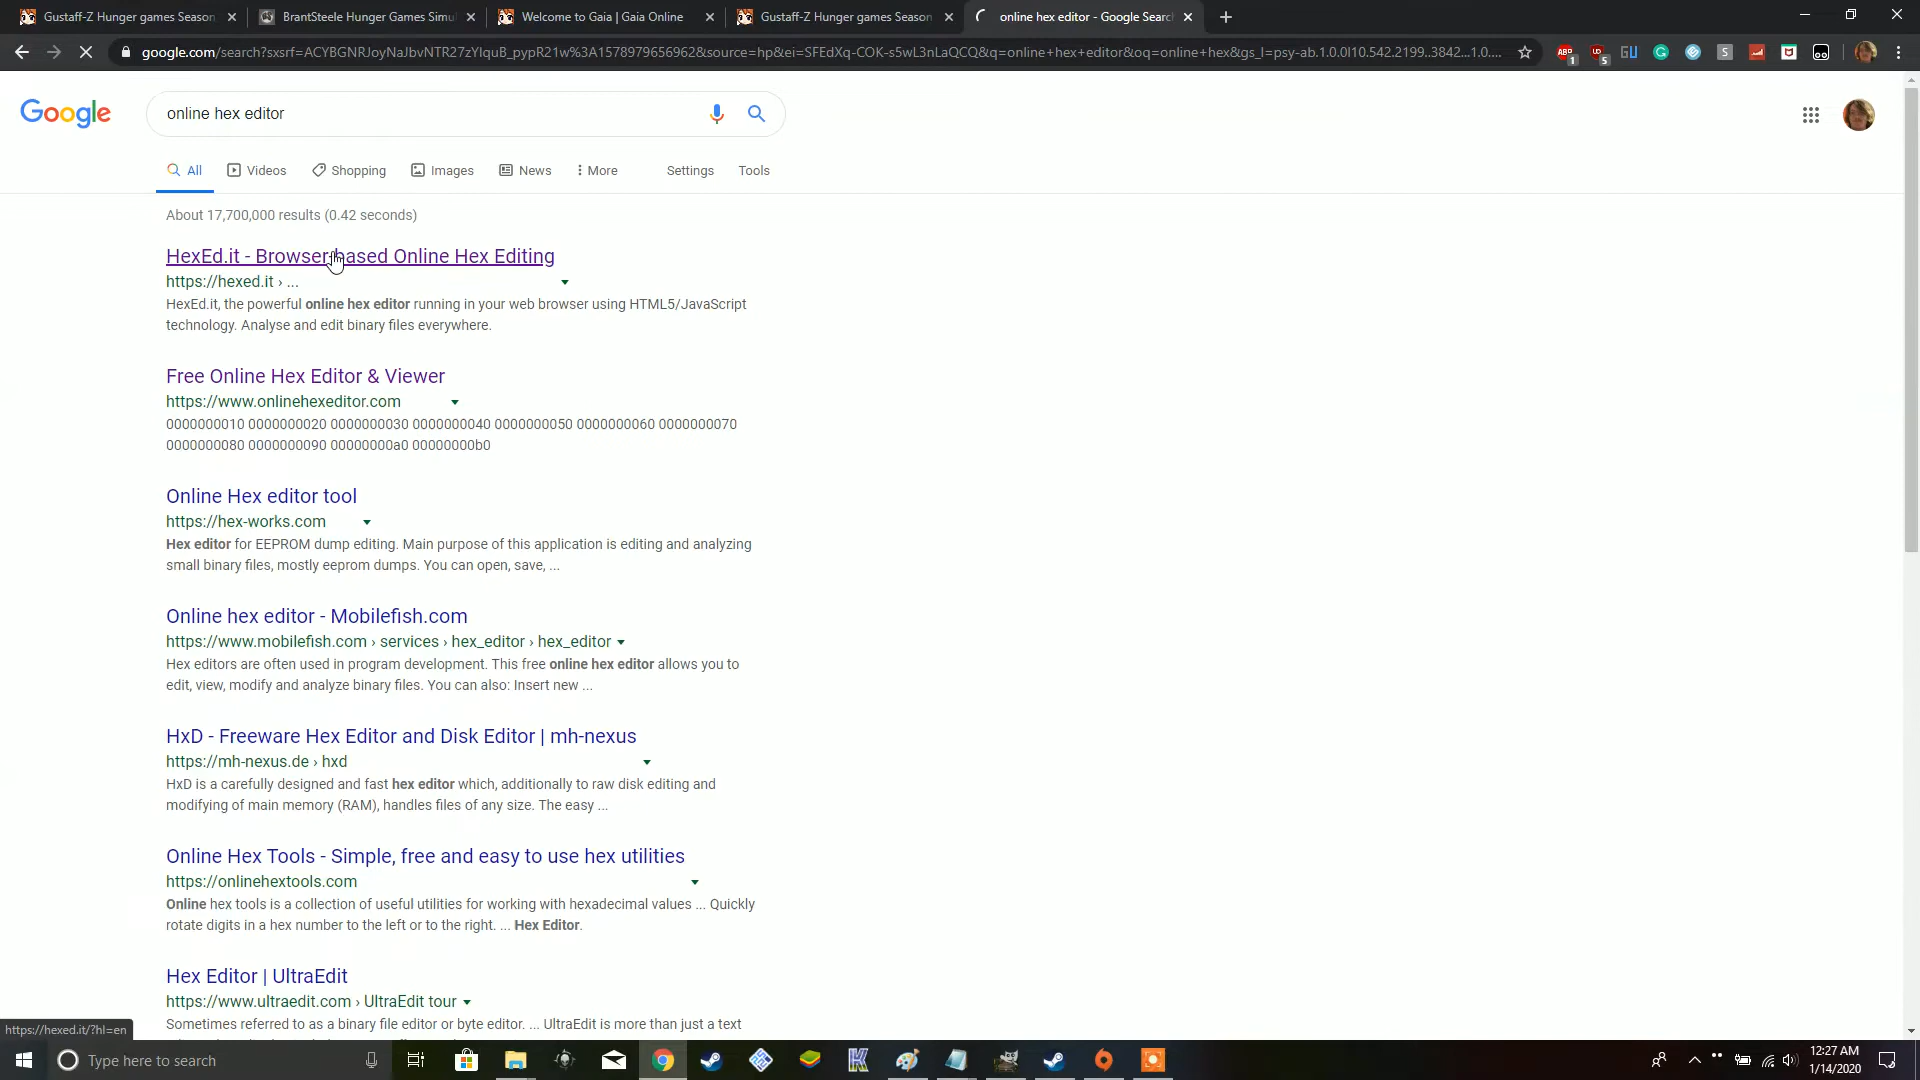 Gustaff-Z Hunger games Season
BrantSteele Hunger Games Simu
Welcome to Gaia | Gaia Online
Gustaff-Z Hunger games Season
online hex editor - Google Searc
google.com/search?sxsrf=ACYBGNRJoyNaJbvNTR27zYlquB_pypR21w%3A1578979656962&source=hp&ei=SFEdXq-COK-s5wL3nLaQCQ&q=online+hex+editor&oq=online+hex&gs_l=psy-ab.1.0.0l10.542.2199..3842...1.0....
Google
online hex editor
All
Videos
Shopping
Images
News
More
Settings
Tools
About 17,700,000 results (0.42 seconds)
HexEd.it - Browser-based Online Hex Editing
https://hexed.it › ...
HexEd.it, the powerful online hex editor running in your web browser using HTML5/JavaScript
technology. Analyse and edit binary files everywhere.
Free Online Hex Editor & Viewer
https://www.onlinehexeditor.com
0000000010 0000000020 0000000030 0000000040 0000000050 0000000060 0000000070
0000000080 0000000090 00000000a0 00000000b0
Online Hex editor tool
https://hex-works.com
Hex editor for EEPROM dump editing. Main purpose of this application is editing and analyzing
small binary files, mostly eeprom dumps. You can open, save, ...
Online hex editor - Mobilefish.com
https://www.mobilefish.com › services › hex_editor › hex_editor
Hex editors are often used in program development. This free online hex editor allows you to
edit, view, modify and analyze binary files. You can also: Insert new ...
HxD - Freeware Hex Editor and Disk Editor | mh-nexus
https://mh-nexus.de › hxd
HxD is a carefully designed and fast hex editor which, additionally to raw disk editing and
modifying of main memory (RAM), handles files of any size. The easy ...
Online Hex Tools - Simple, free and easy to use hex utilities
https://onlinehextools.com
Online hex tools is a collection of useful utilities for working with hexadecimal values ... Quickly
rotate digits in a hex number to the left or to the right. ... Hex Editor.
Hex Editor | UltraEdit
https://www.ultraedit.com › UltraEdit tour
Sometimes referred to as a binary file editor or byte editor. ... UltraEdit is more than just a text
https://hexed.it/?hl=en
Type here to search
12:27 AM
1/14/2020